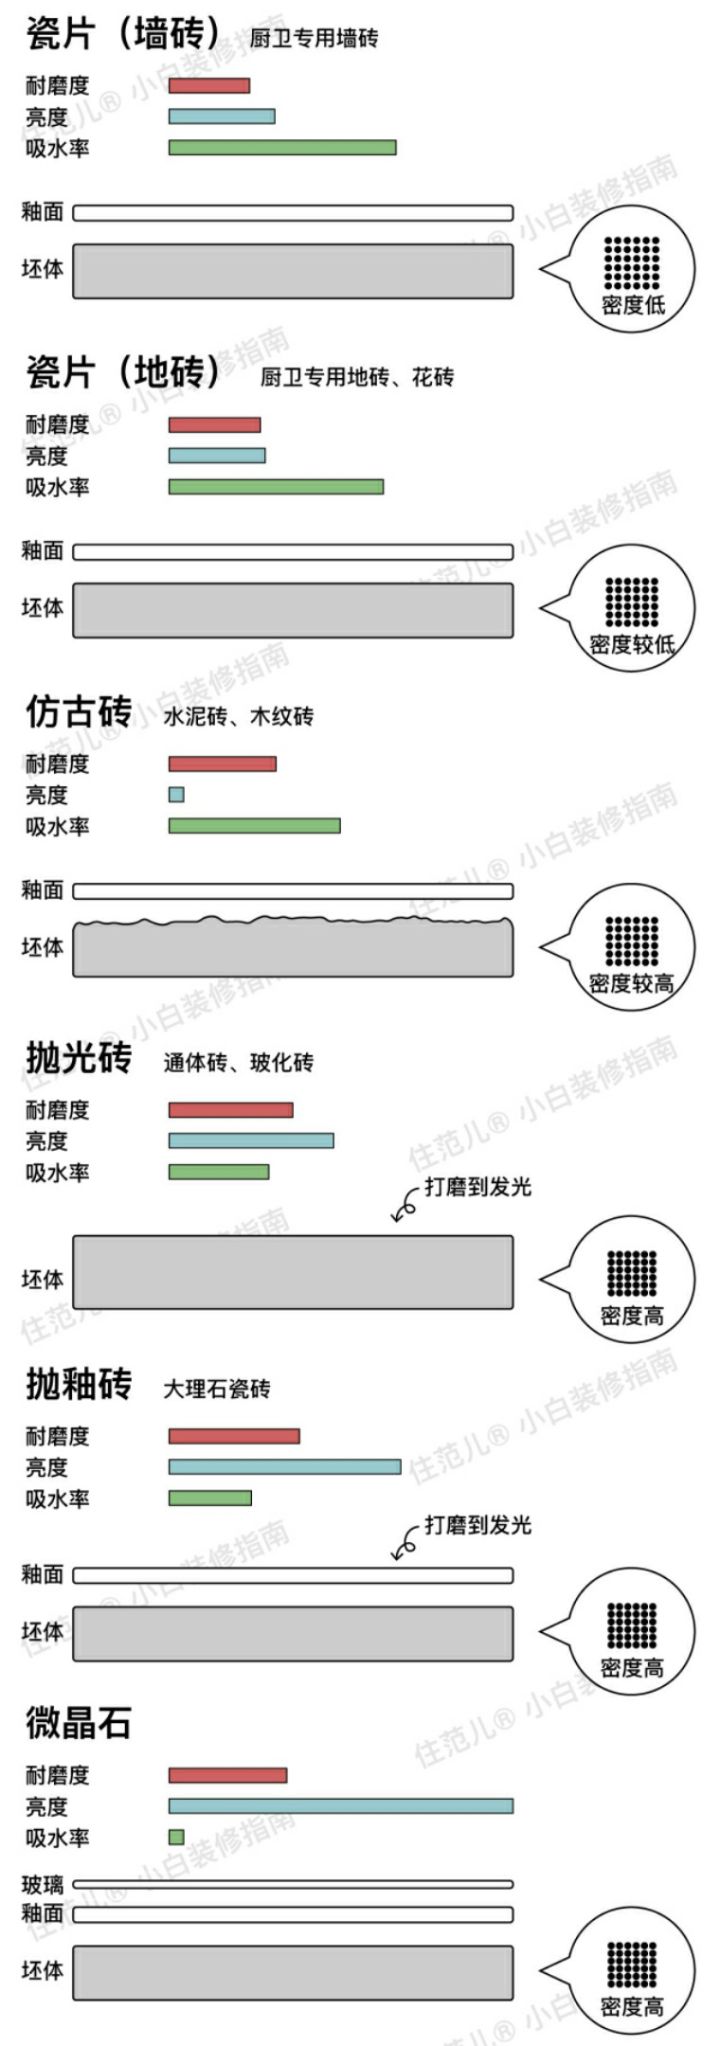 瓷片（墙砖） 厨卫专用墙砖
耐磨度
亮度
吸水率
釉面
坯体
密度低
瓷片（地砖） 厨卫专用地砖、花砖
耐磨度
亮度
吸水率
釉面
坯体
密度较低
仿古砖 水泥砖、木纹砖
耐磨度
亮度
吸水率
釉面
坯体
密度较高
抛光砖 通体砖、玻化砖
耐磨度
亮度
吸水率
打磨到发光
坯体
密度高
抛釉砖 大理石瓷砖
耐磨度
亮度
吸水率
打磨到发光
釉面
坯体
密度高
微晶石
耐磨度
亮度
吸水率
玻璃
釉面
坯体
密度高
住范儿® 小白装修指南